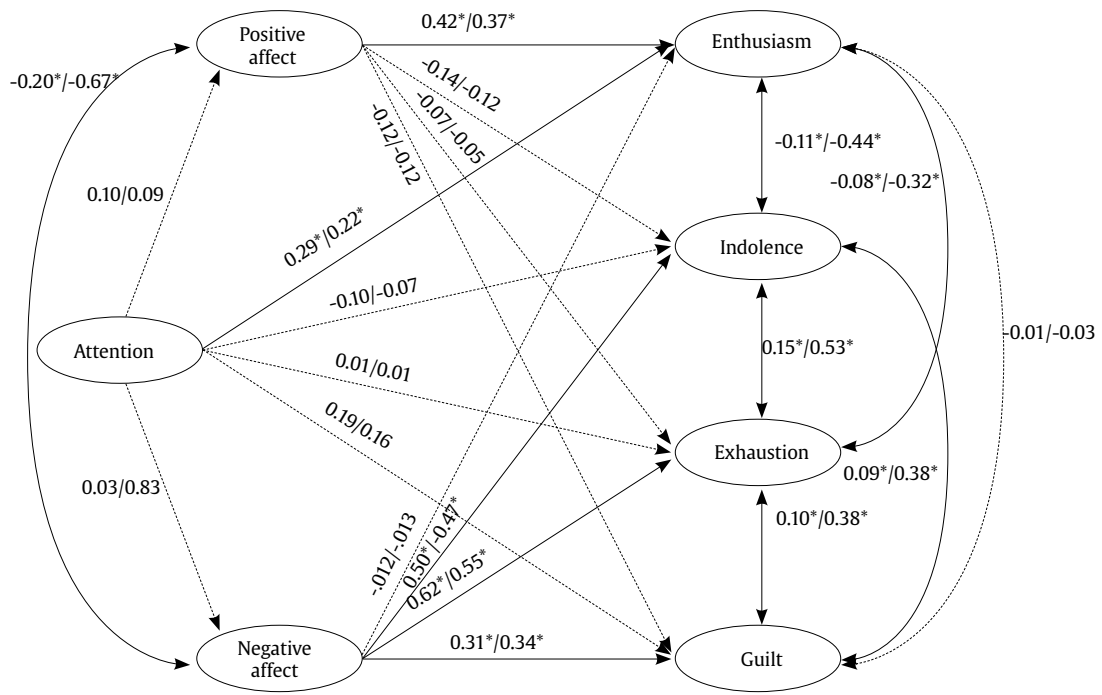 0.42*/0.37*
Positive
affect
Enthusiasm
-0.20*/-0.67*
-0.14/-0.12
-0.07/-0.05
-0.12/-0.12
-0.11*/-0.44*
-0.08*/-0.32*
0.10/0.09
0.29*/0.22*
Indolence
-0.10/-0.07
Attention
-0.01/-0.03
0.15*/0.53*
0.01/0.01
0.19/0.16
Exhaustion
0.09*/0.38*
0.03/0.83
0.10*/0.38*
-.012/-.013
0.50*/-0.47*
0.62*/0.55*
0.31*/0.34*
Negative
affect
Guilt